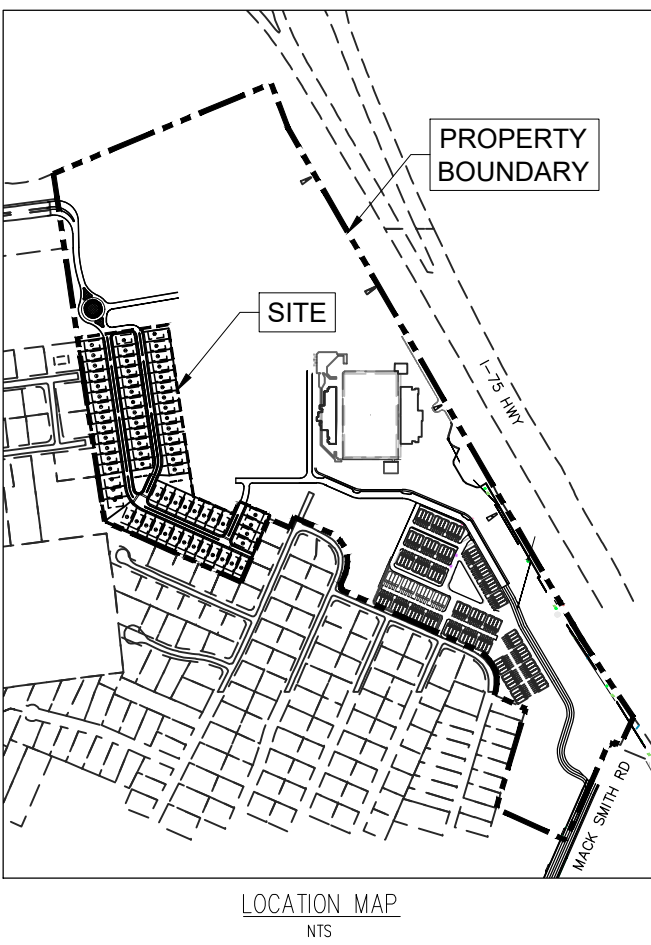 PROPERTY
BOUNDARY
SITE
I-75 HWY
MACK SMITH RD
LOCATION MAP
NTS